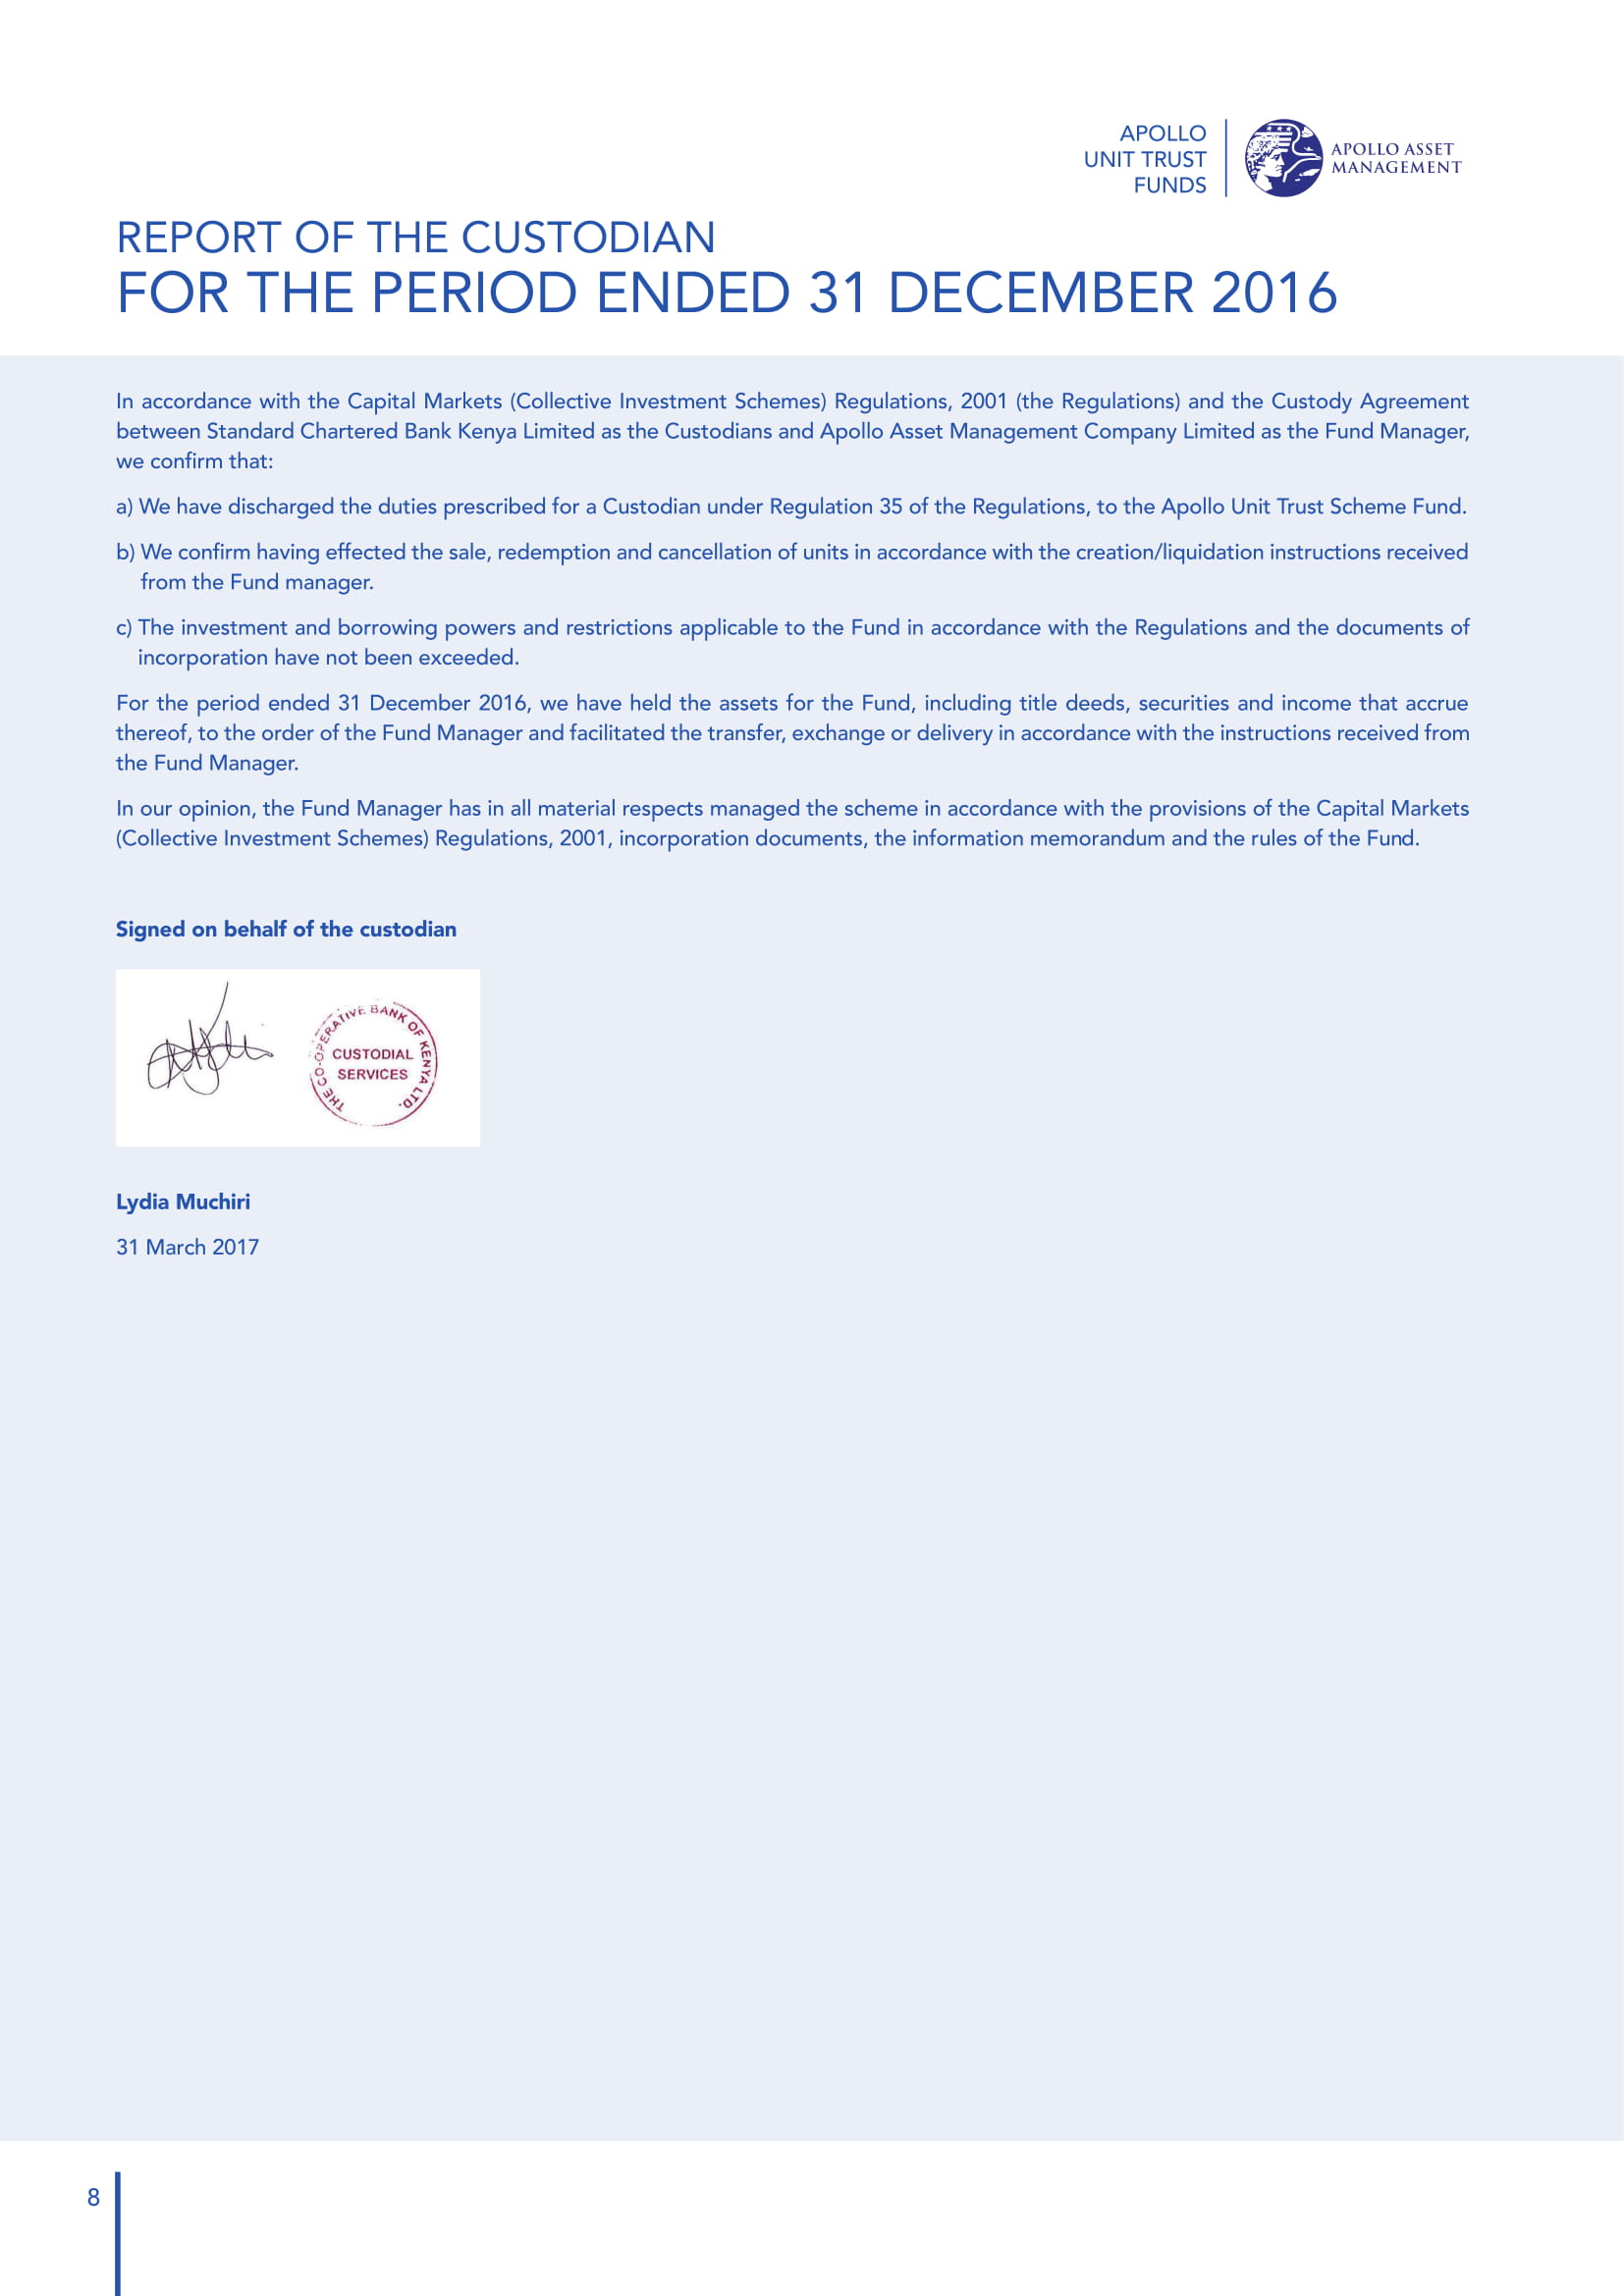 APOLLO
UNIT TRUST
FUNDS
APOLLO ASSET
MANAGEMENT
REPORT OF THE CUSTODIAN
FOR THE PERIOD ENDED 31 DECEMBER 2016
In accordance with the Capital Markets (Collective Investment Schemes) Regulations, 2001 (the Regulations) and the Custody Agreement
between Standard Chartered Bank Kenya Limited as the Custodians and Apollo Asset Management Company Limited as the Fund Manager,
we confirm that:
a) We have discharged the duties prescribed for a Custodian under Regulation 35 of the Regulations, to the Apollo Unit Trust Scheme Fund.
b) We confirm having effected the sale, redemption and cancellation of units in accordance with the creation/liquidation instructions received
from the Fund manager.
c) The investment and borrowing powers and restrictions applicable to the Fund in accordance with the Regulations and the documents of
incorporation have not been exceeded.
For the period ended 31 December 2016, we have held the assets for the Fund, including title deeds, securities and income that accrue
thereof, to the order of the Fund Manager and facilitated the transfer, exchange or delivery in accordance with the instructions received from
the Fund Manager.
In our opinion, the Fund Manager has in all material respects managed the scheme in accordance with the provisions of the Capital Markets
(Collective Investment Schemes) Regulations, 2001, incorporation documents, the information memorandum and the rules of the Fund.
Signed on behalf of the custodian
THE CO-OPERATIVE BANK OF KENYA LTD.
CUSTODIAL
SERVICES
Lydia Muchiri
31 March 2017
8